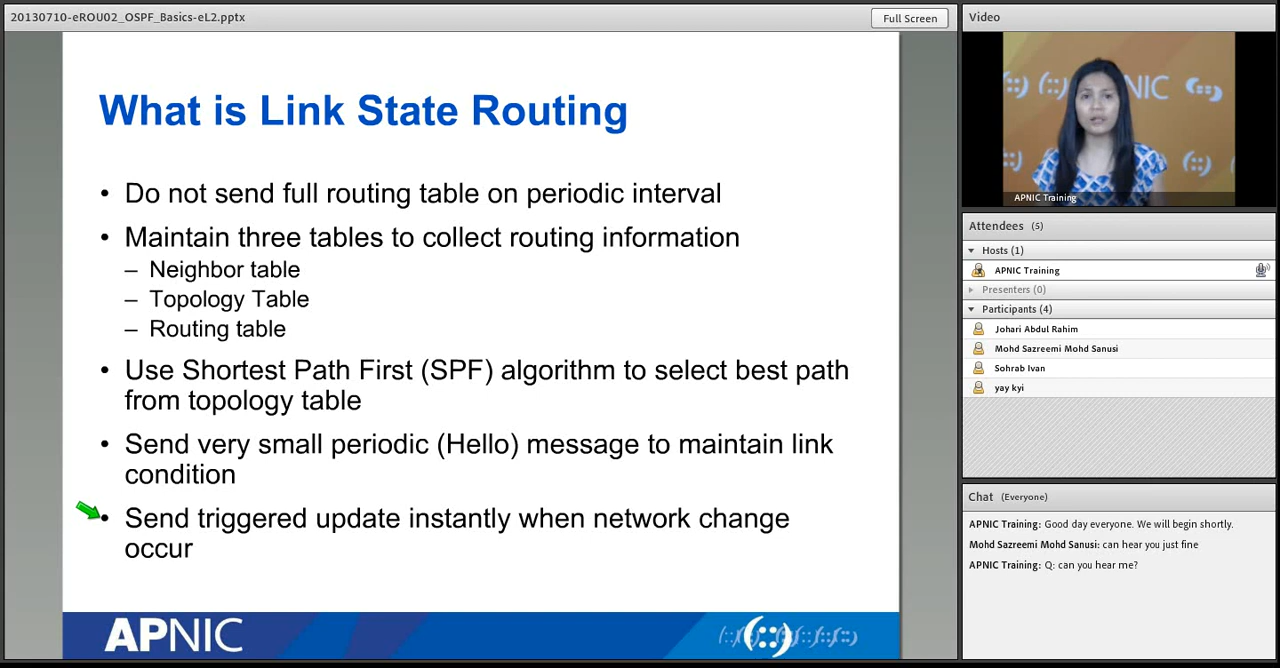 20130710-eROU02_OSPF_Basics-eL2.pptx
Full Screen
What is Link State Routing
• Do not send full routing table on periodic interval
• Maintain three tables to collect routing information
– Neighbor table
– Topology Table
– Routing table
• Use Shortest Path First (SPF) algorithm to select best path
from topology table
• Send very small periodic (Hello) message to maintain link
condition
• Send triggered update instantly when network change
occur
APNIC
Video
NIC
APNIC Training
Attendees (5)
Hosts (1)
APNIC Training
Presenters (0)
Participants (4)
Johari Abdul Rahim
Mohd Sazreemi Mohd Sanusi
Sohrab Ivan
yay kyi
Chat (Everyone)
APNIC Training: Good day everyone. We will begin shortly.
Mohd Sazreemi Mohd Sanusi: can hear you just fine
APNIC Training: Q: can you hear me?